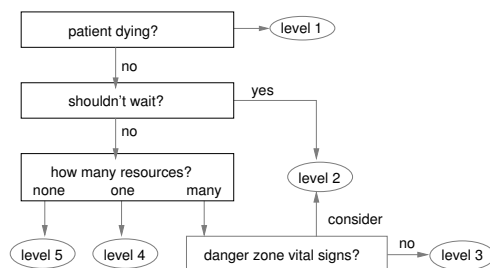 patient dying?
level 1
no
shouldn't wait?
yes
no
how many resources?
none one many
level 2
consider
level 5
level 4
danger zone vital signs?
no
level 3